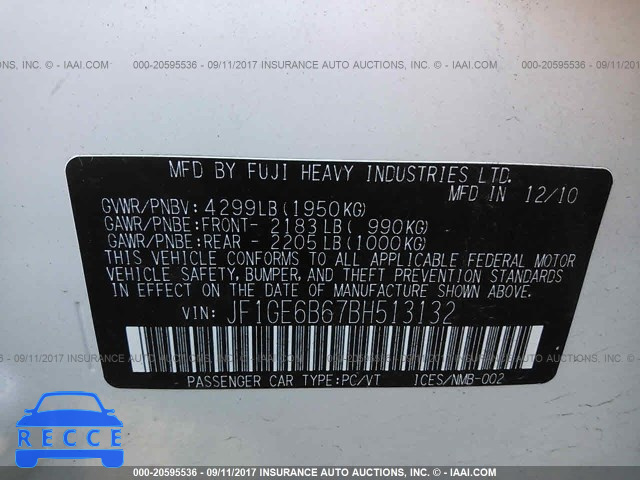 000-20595536 - 09/11/2017 INSURANCE AUTO AUCTIONS, INC. - © IAAI.COM
MFD BY FUJI HEAVY INDUSTRIES LTD.
MFD IN 12/10
GVWR/PNBV: 4299LB(1950KG)
GAWR/PNBE:FRONT- 2183LB( 990KG)
GAWR/PNBE:REAR - 2205LB(1000KG)
THIS VEHICLE CONFORMS TO ALL APPLICABLE FEDERAL MOTOR
VEHICLE SAFETY, BUMPER, AND THEFT PREVENTION STANDARDS
IN EFFECT ON THE DATE OF MANUFACTURE SHOWN ABOVE.
VIN: JF1GE6B67BH513132
000-20595536 - 09/11/2017 INSURANCE AUTO AUCTIONS, INC. - © IAAI.COM
PASSENGER CAR TYPE:PC/VT ICES/NMB-002
RECCE
000-20595536 - 09/11/2017 INSURANCE AUTO AUCTIONS, INC. - © IAAI.COM